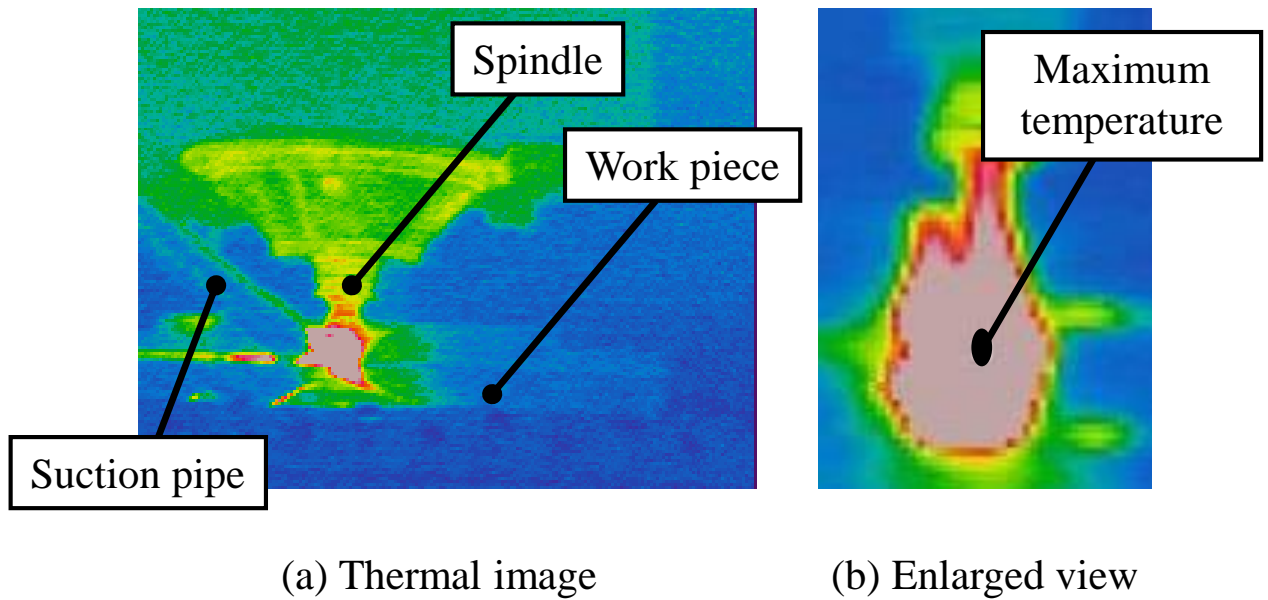 Spindle
Work piece
Suction pipe
Maximum
temperature
(a) Thermal image
(b) Enlarged view